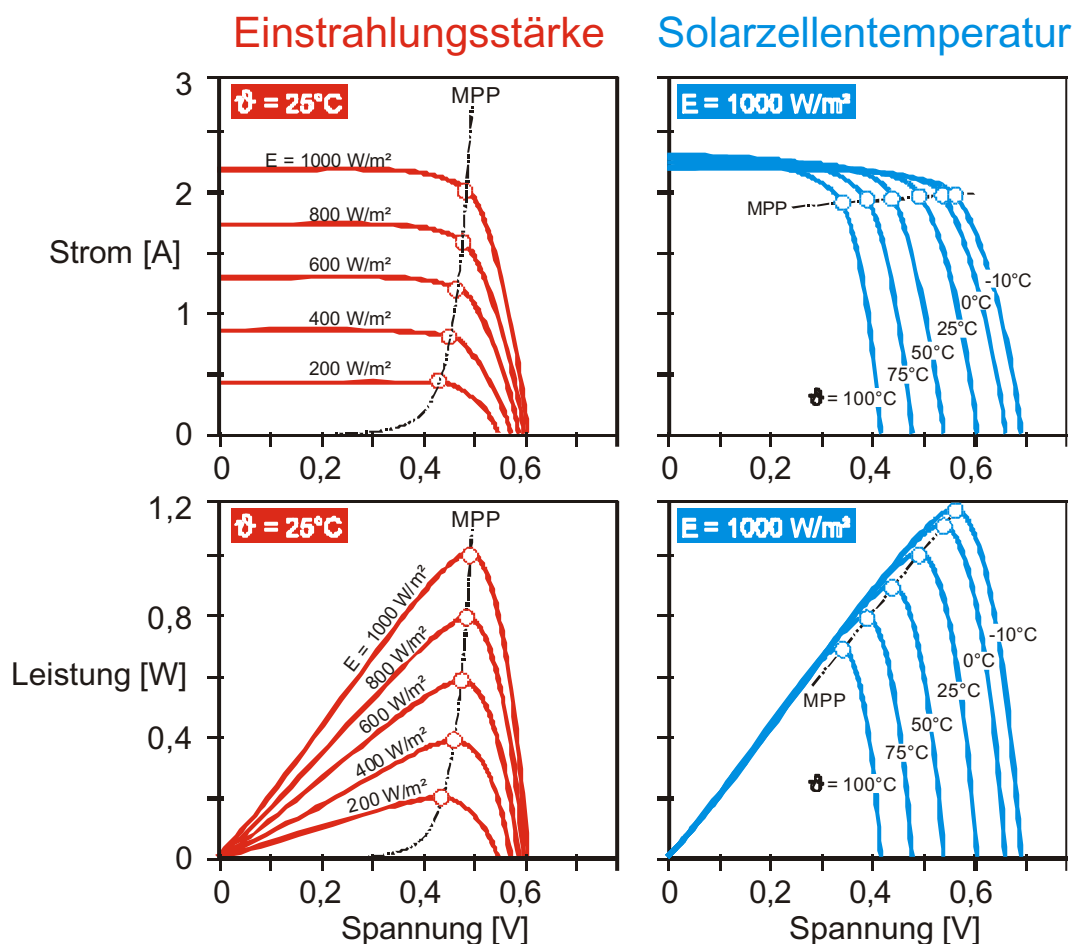 Einstrahlungsstärke
Solarzellentemperatur
3
2
1
0
Strom [A]
ϑ = 25°C
MPP
E = 1000 W/m²
800 W/m²
600 W/m²
400 W/m²
200 W/m²
0
0,2
0,4
0,6
E = 1000 W/m²
MPP
-10°C
0°C
25°C
50°C
75°C
ϑ = 100°C
0
0,2
0,4
0,6
1,2
0,8
0,4
0
Leistung [W]
ϑ = 25°C
MPP
E = 1000 W/m²
800 W/m²
600 W/m²
400 W/m²
200 W/m²
0
0,2
0,4
0,6
Spannung [V]
E = 1000 W/m²
-10°C
0°C
25°C
MPP
50°C
75°C
ϑ = 100°C
0
0,2
0,4
0,6
Spannung [V]